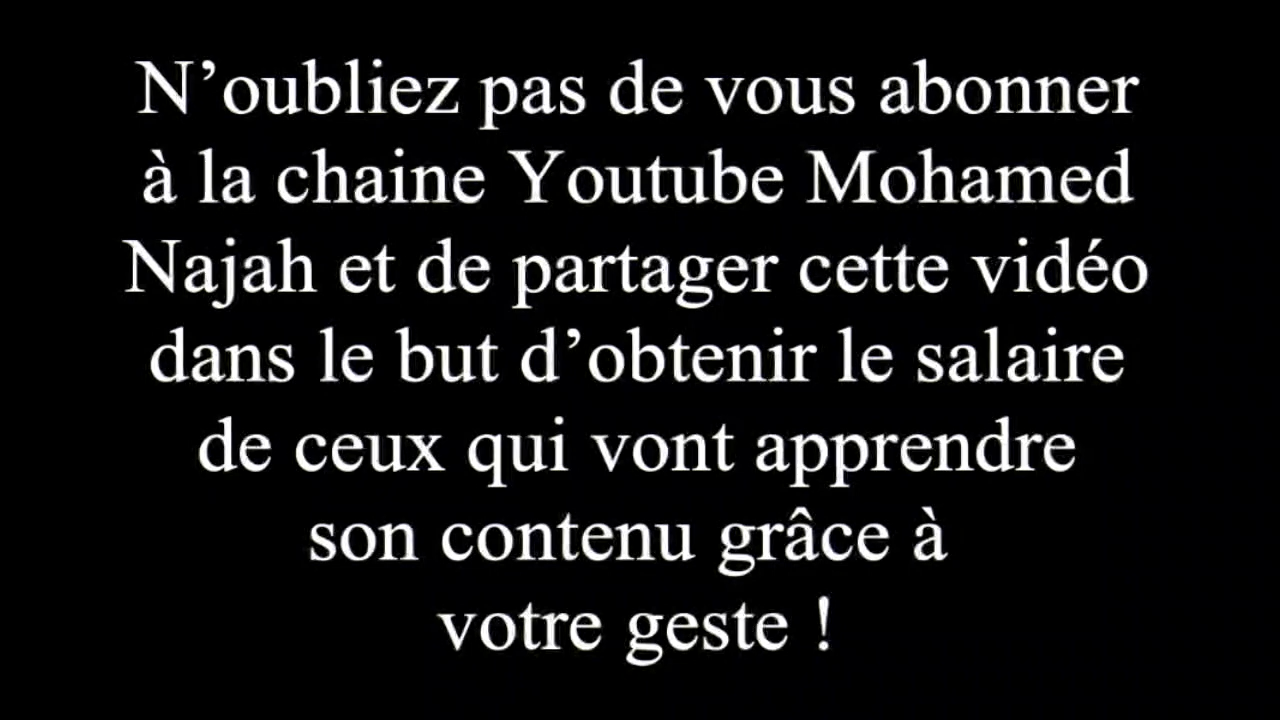 N’oubliez pas de vous abonner
à la chaine Youtube Mohamed
Najah et de partager cette vidéo
dans le but d’obtenir le salaire
de ceux qui vont apprendre
son contenu grâce à
votre geste !